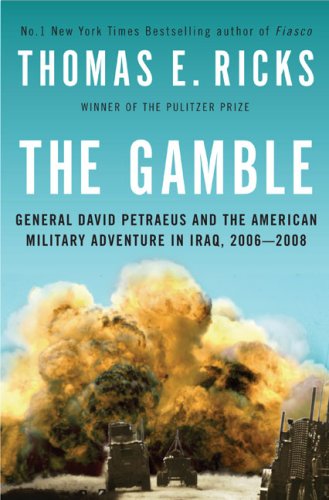 No.1 New York Times Bestselling author of Fiasco
THOMAS E. RICKS
WINNER OF THE PULITZER PRIZE
THE GAMBLE
GENERAL DAVID PETRAEUS AND THE AMERICAN
MILITARY ADVENTURE IN IRAQ, 2006—2008